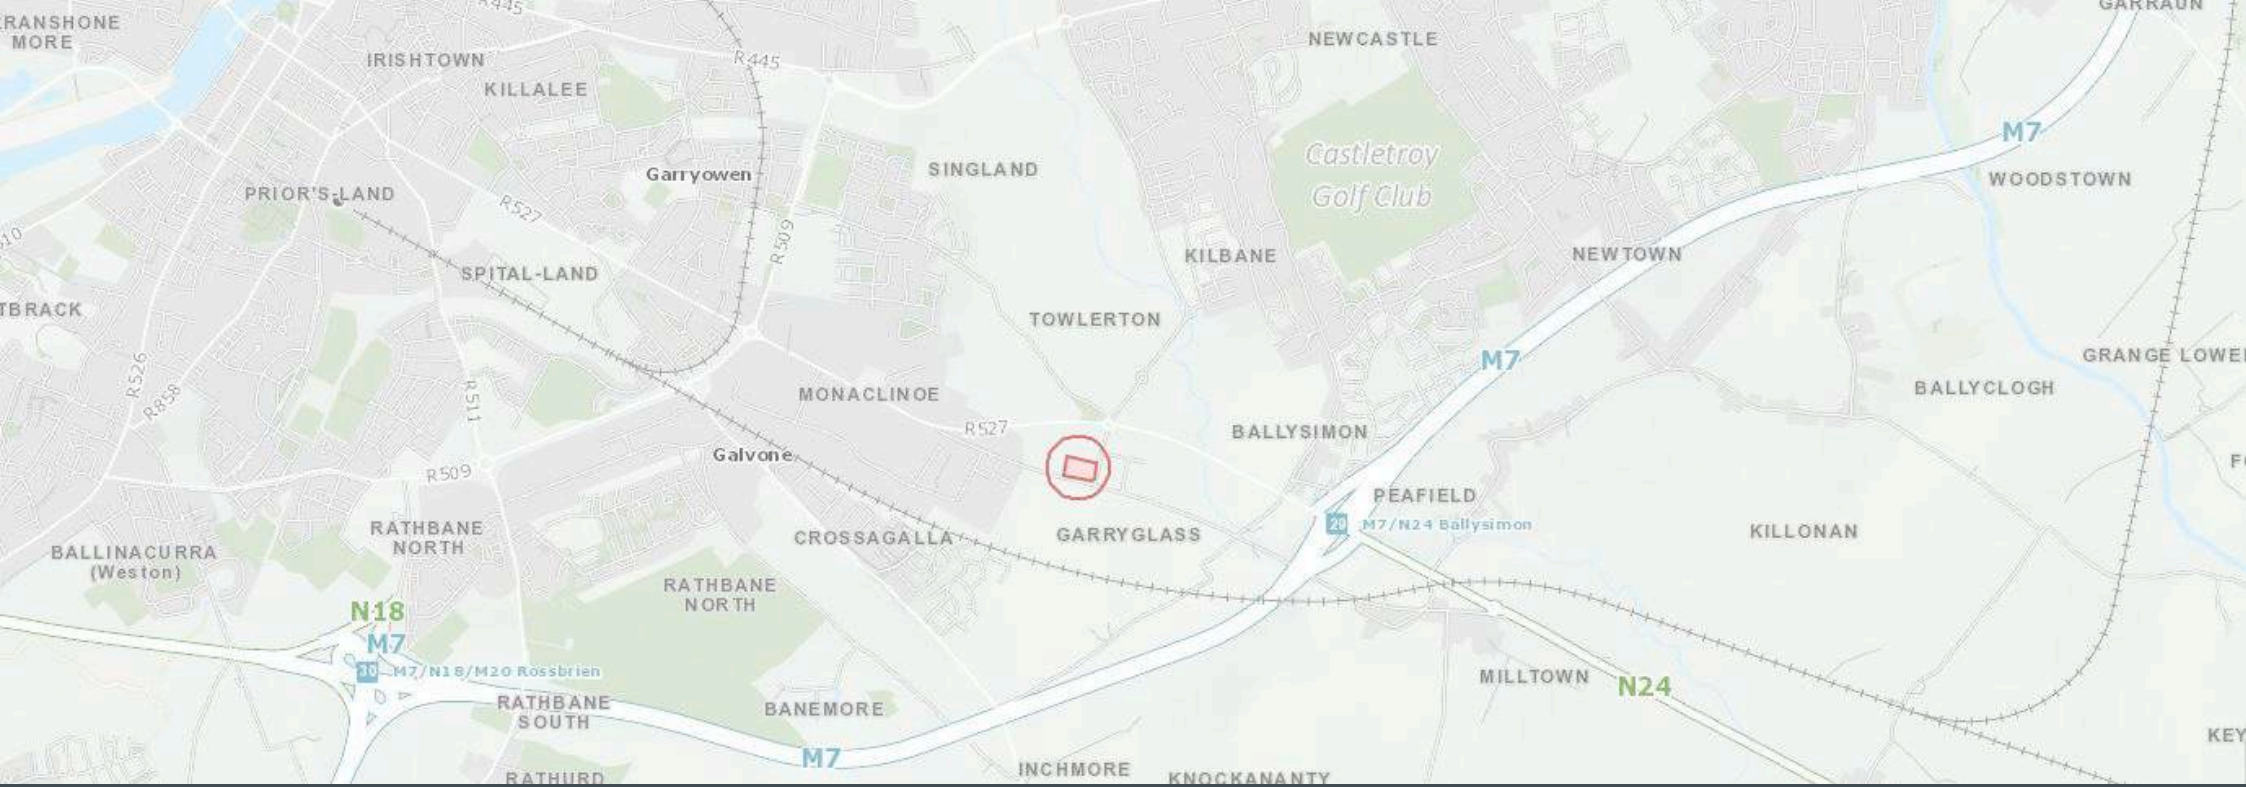 GARRAUN
R445
RANSHONE
MORE
NEWCASTLE
IRISHTOWN
R445
KILLALEE
M7
Castletroy
Golf Club
SINGLAND
Garryowen
WOODSTOWN
PRIOR'S-LAND
R527
R509
KILBANE
NEWTOWN
SPITAL-LAND
TBRACK
TOWLERTON
GRANGE LOWE
M7
R526
BALLYCLOGH
MONACLINOE
R858
R511
R527
BALLYSIMON
Galvone
R509
PEAFIELD
29 M7/N24 Ballysimon
RATHBANE
NORTH
KILLONAN
CROSSAGALLA
GARRYGLASS
BALLINACURRA
(Weston)
RATHBANE
NORTH
N18
M7
30 M7/N18/M20 Rossbrien
MILLTOWN
N24
RATHBANE
SOUTH
BANEMORE
KEY
M7
INCHMORE
KNOCKANANTY
RATHURD